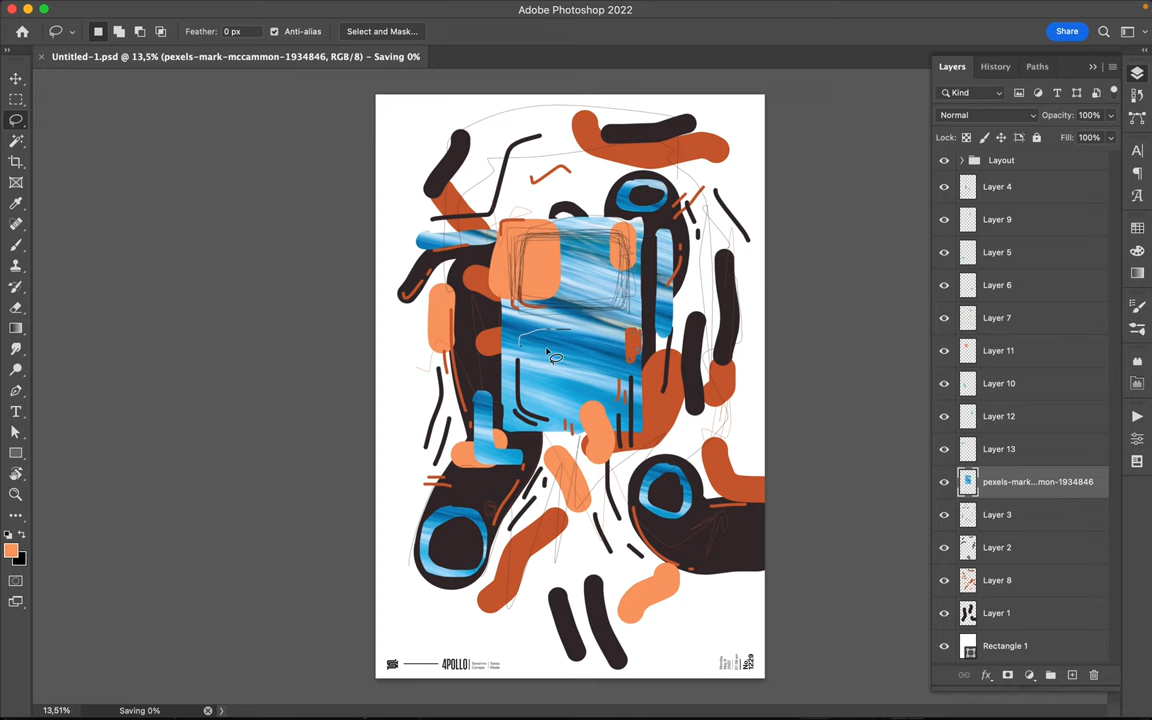 Adobe Photoshop 2022
Feather: 0 px
Anti-alias
Select and Mask...
Share
Untitled-1.psd @ 13,5% (pexels-mark-mccammon-1934846, RGB/8) - Saving 0%
Layers
History
Paths
Kind
Normal
Opacity: 100%
Lock:
Fill: 100%
Layout
Layer 4
Layer 9
Layer 5
Layer 6
Layer 7
Layer 11
Layer 10
Layer 12
Layer 13
pexels-mark...mon-1934846
Layer 3
Layer 2
Layer 8
Layer 1
Rectangle 1
4POLLO
No. 1229
13,51%
Saving 0%